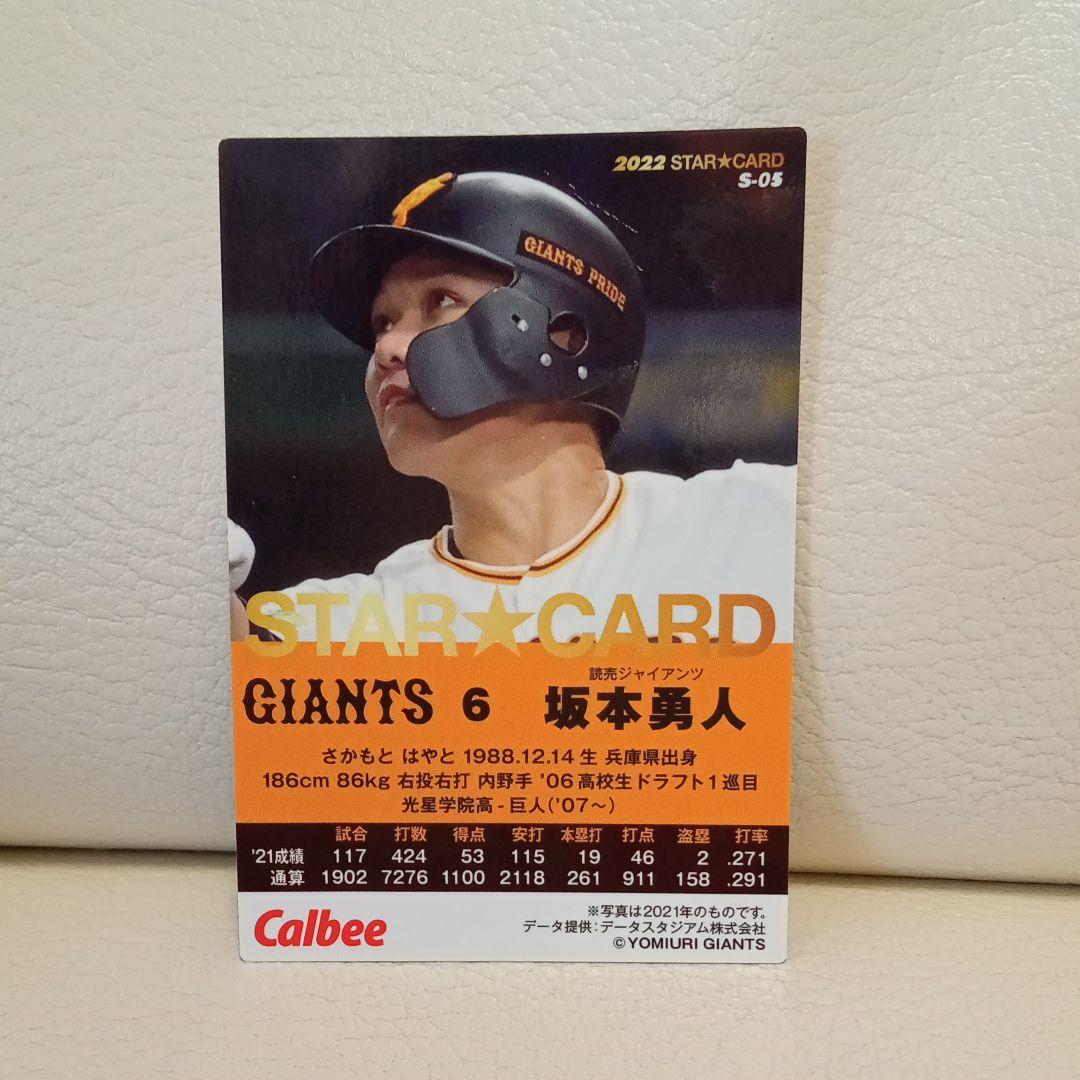 2022 STAR★CARD
S-05
GIANTS PRIDE
STAR★CARD
読売ジャイアンツ
GIANTS 6 坂本勇人
さかもと はやと 1988.12.14生 兵庫県出身
186cm 86kg 右投右打 内野手 '06高校生ドラフト1巡目
光星学院高-巨人('07〜)
試合 打数 得点 安打 本塁打 打点 盗塁 打率
'21成績 117 424 53 115 19 46 2 .271
通算 1902 7276 1100 2118 261 911 158 .291
Calbee
※写真は2021年のものです。
データ提供:データスタジアム株式会社
©YOMIURI GIANTS